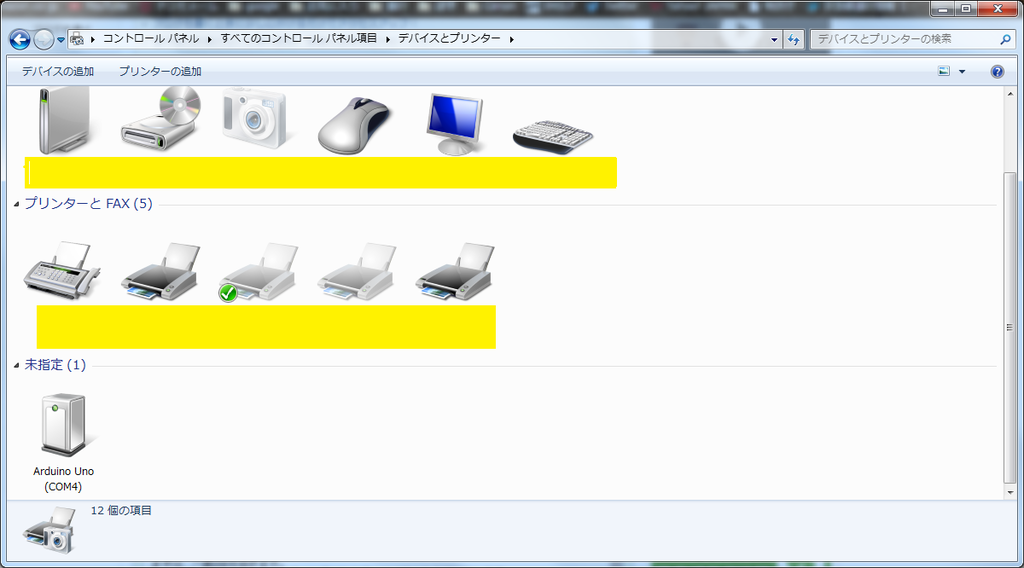 コントロール パネル ▸ すべてのコントロール パネル項目 ▸ デバイスとプリンター ▸
デバイスとプリンターの検索
デバイスの追加 プリンターの追加
プリンターと FAX (5)
未指定 (1)
Arduino Uno
(COM4)
12 個の項目